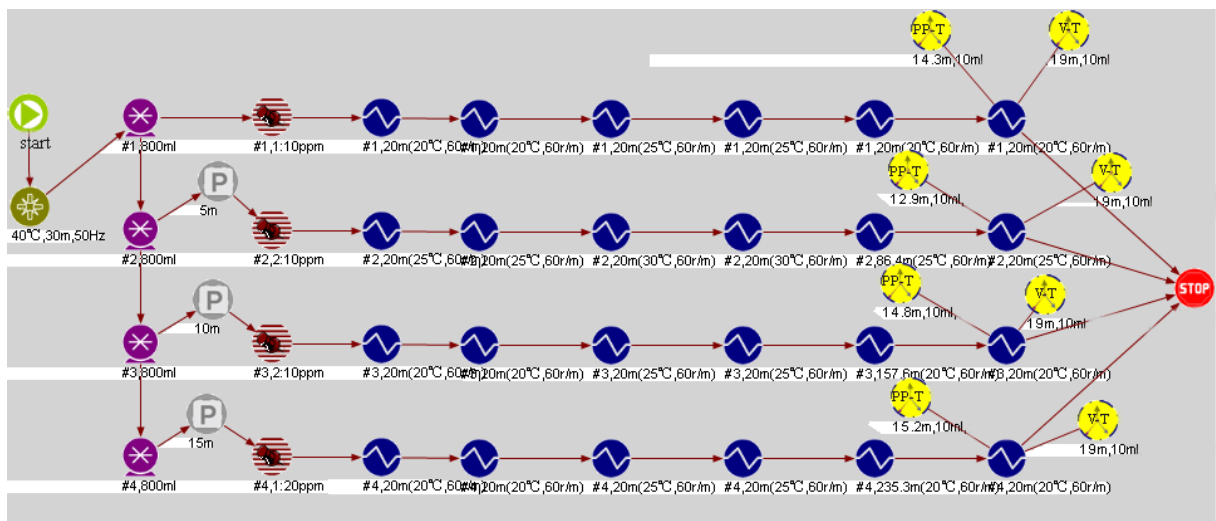 PP-T
V-T
14.3m,10ml
19m,10ml
start
#1,800ml
#1,1:10ppm
#1,20m(20℃,60r/m)
#1,20m(20℃,60r/m)
#1,20m(25℃,60r/m)
#1,20m(25℃,60r/m)
#1,20m(20℃,60r/m)
#1,20m(20℃,60r/m)
PP-T
V-T
P
5m
12.9m,10ml,
19m,10ml
40℃,30m,50Hz
#2,800ml
#2,2:10ppm
#2,20m(25℃,60r/m)
#2,20m(25℃,60r/m)
#2,20m(30℃,60r/m)
#2,20m(30℃,60r/m)
#2,86.4m(25℃,60r/m)
#2,20m(25℃,60r/m)
STOP
PP-T
V-T
P
10m
14.8m,10ml,
19m,10ml
#3,800ml
#3,2:10ppm
#3,20m(20℃,60r/m)
#3,20m(20℃,60r/m)
#3,20m(25℃,60r/m)
#3,20m(25℃,60r/m)
#3,157.6m(20℃,60r/m)
#3,20m(20℃,60r/m)
PP-T
V-T
P
15m
15.2m,10ml,
19m,10ml
#4,800ml
#4,1:20ppm
#4,20m(20℃,60r/m)
#4,20m(20℃,60r/m)
#4,20m(25℃,60r/m)
#4,20m(25℃,60r/m)
#4,235.3m(20℃,60r/m)
#4,20m(20℃,60r/m)